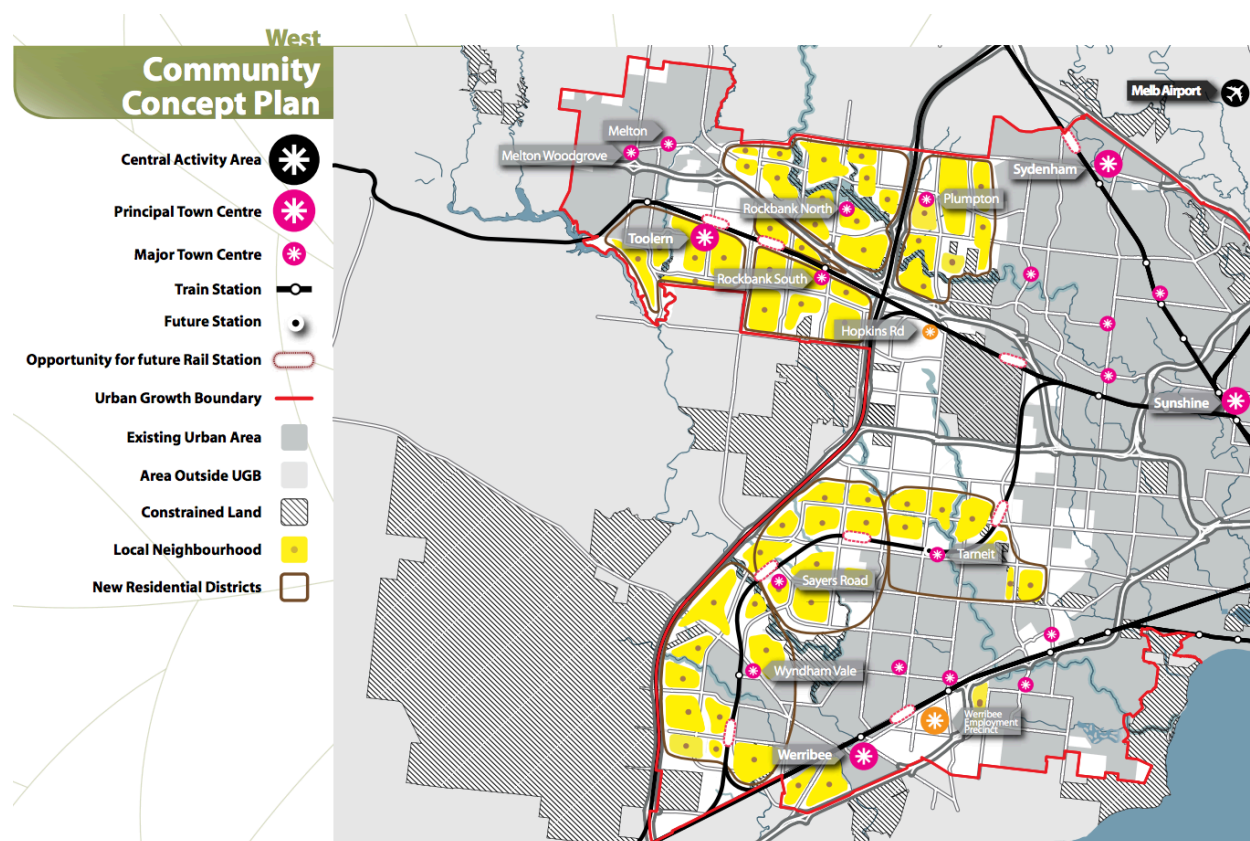 West
Community
Concept Plan
Central Activity Area
Principal Town Centre
Major Town Centre
Train Station
Future Station
Opportunity for future Rail Station
Urban Growth Boundary
Existing Urban Area
Area Outside UGB
Constrained Land
Local Neighbourhood
New Residential Districts
Melb Airport
Melton
Melton Woodgrove
Sydenham
Rockbank North
Plumpton
Toolern
Rockbank South
Hopkins Rd
Sunshine
Tarneit
Sayers Road
Wyndham Vale
Werribee
Employment
Precinct
Werribee